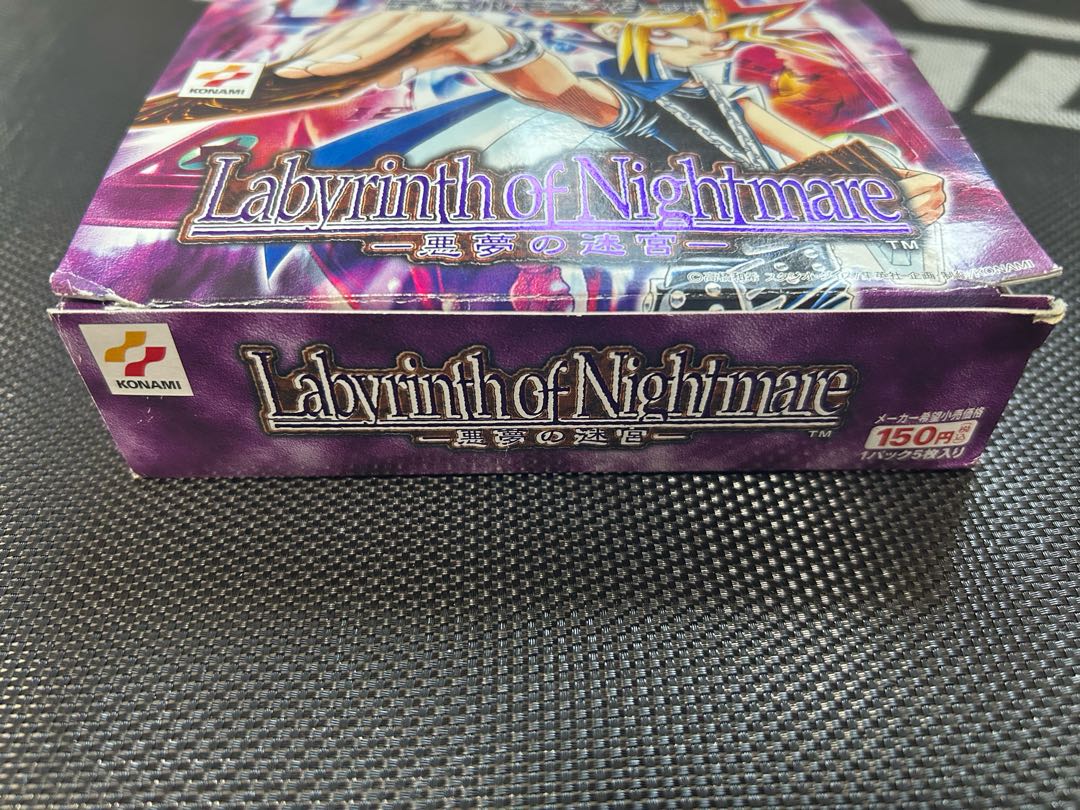 KONAMI
Labyrinth of Nightmare
―悪夢の迷宮―
TM
KONAMI
Labyrinth of Nightmare
―悪夢の迷宮―
TM
メーカー希望小売価格
150円 税込
1パック5枚入り